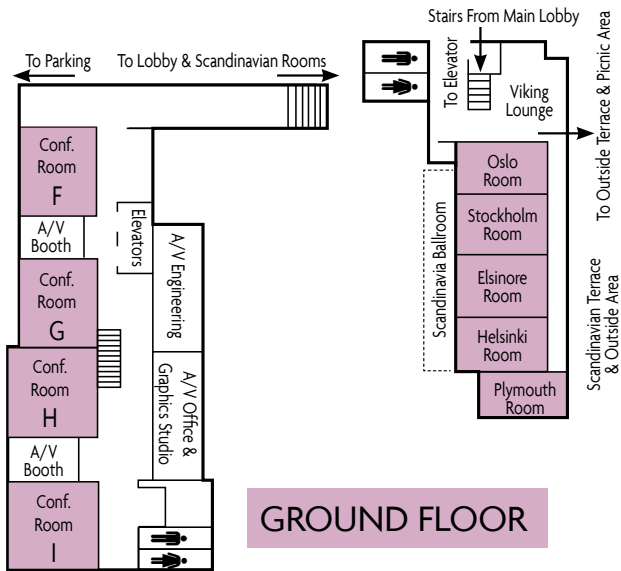 Stairs From Main Lobby
To Parking
To Lobby & Scandinavian Rooms
To Elevator
Viking
Lounge
To Outside Terrace & Picnic Area
Conf.
Room
F
A/V
Booth
Elevators
A/V Engineering
Conf.
Room
G
Conf.
Room
H
A/V Office &
Graphics Studio
A/V
Booth
Conf.
Room
I
Oslo
Room
Stockholm
Room
Scandinavia Ballroom
Elsinore
Room
Helsinki
Room
Plymouth
Room
Scandinavian Terrace
& Outside Area
GROUND FLOOR